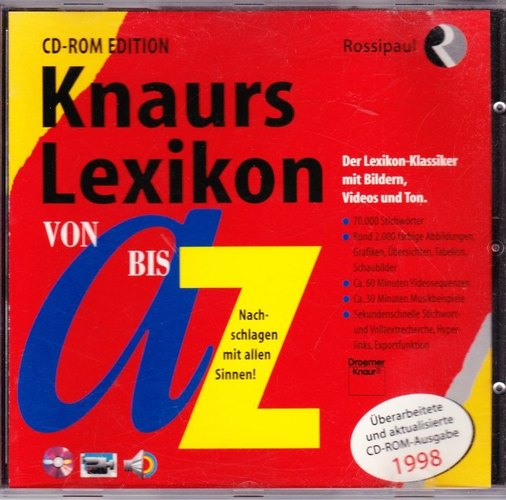 CD-ROM EDITION
Rossipaul
Knaurs
Lexikon
VON
a
BIS
Z
Nach-
schlagen
mit allen
Sinnen!
Der Lexikon-Klassiker
mit Bildern,
Videos und Ton.
70.000 Stichwörter
Rund 2.000 farbige Abbildungen,
Grafiken, Übersichten, Tabellen,
Schaubilder
Ca. 60 Minuten Videosequenzen
Ca. 30 Minuten Musikbeispiele
Sekundenschnelle Stichwort-
und Volltextrecherche, Hyper-
links, Exportfunktion
Droemer
Knaur®
Überarbeitete
und aktualisierte
CD-ROM-Ausgabe
1998